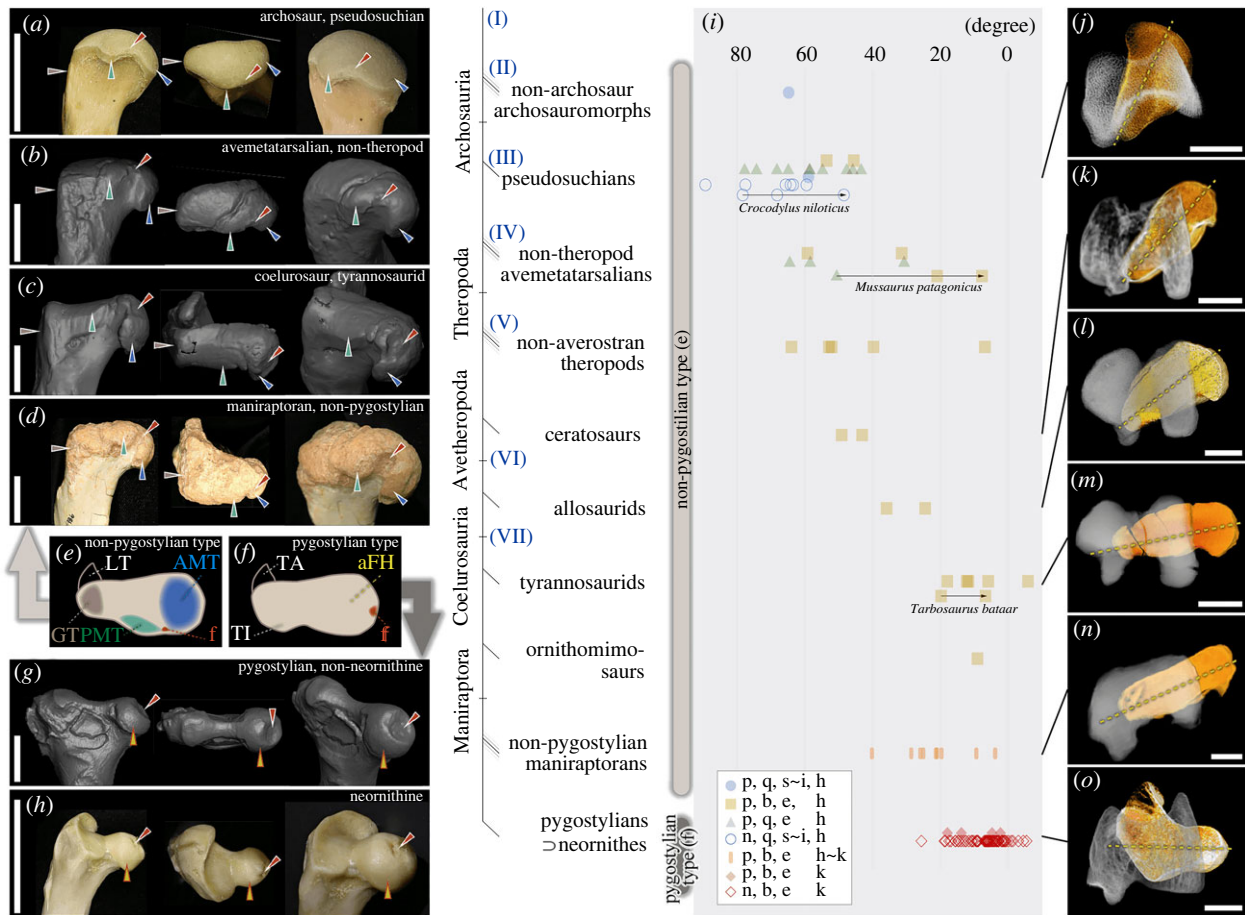 (a)
archosaur, pseudosuchian
(b)
avemetatarsalian, non-theropod
(c)
coelurosaur, tyrannosaurid
(d)
maniraptoran, non-pygostylian
(e)
non-pygostylian type
LT
AMT
GT
PMT
f
(f)
pygostylian type
TA
aFH
TI
f
(g)
pygostylian, non-neornithine
(h)
neornithine
Archosauria
Theropoda
Avetheropoda
Coelurosauria
Maniraptora
(I)
(II)
non-archosaur
archosauromorphs
(III)
pseudosuchians
(IV)
non-theropod
avemetatarsalians
(V)
non-averostran
theropods
ceratosaurs
(VI)
allosaurids
(VII)
tyrannosaurids
ornithomimo-
saurs
non-pygostylian
maniraptorans
pygostylians
⊃neornithes
non-pygostilian type (e)
pygostylian
type (f)
(i)
(degree)
80 60 40 20 0
Crocodylus niloticus
Mussaurus patagonicus
Tarbosaurus bataar
p, q, s~i, h
p, b, e, h
p, q, e h
n, q, s~i, h
p, b, e h~k
p, b, e k
n, b, e k
(j)
(k)
(l)
(m)
(n)
(o)